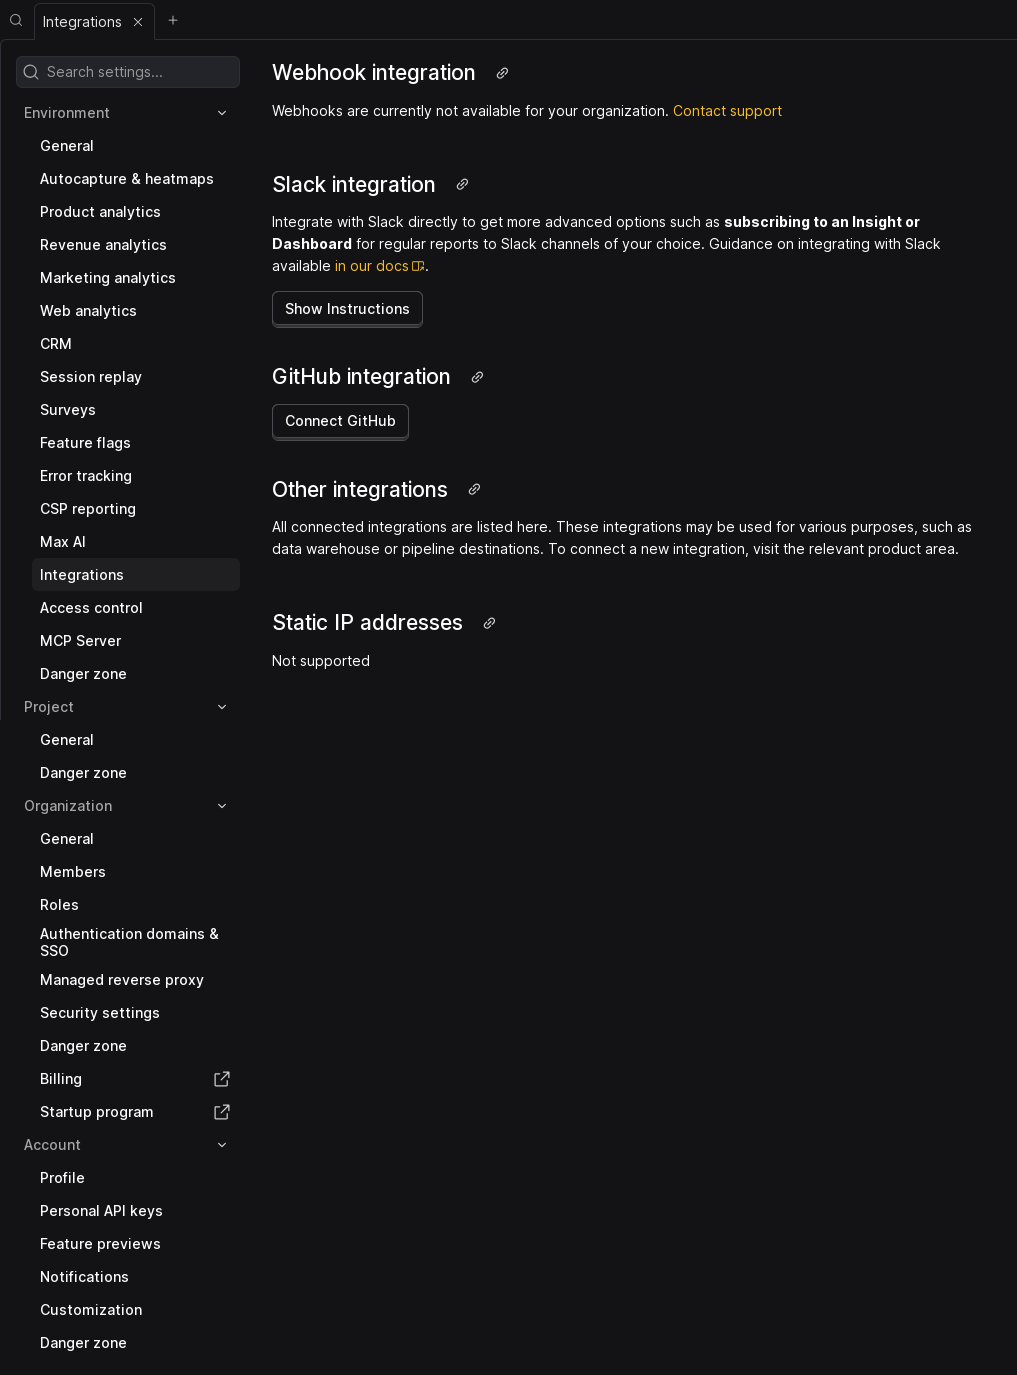 Integrations
Search settings...
Environment
General
Autocapture & heatmaps
Product analytics
Revenue analytics
Marketing analytics
Web analytics
CRM
Session replay
Surveys
Feature flags
Error tracking
CSP reporting
Max AI
Integrations
Access control
MCP Server
Danger zone
Project
General
Danger zone
Organization
General
Members
Roles
Authentication domains &
SSO
Managed reverse proxy
Security settings
Danger zone
Billing
Startup program
Account
Profile
Personal API keys
Feature previews
Notifications
Customization
Danger zone
Webhook integration
Webhooks are currently not available for your organization. Contact support
Slack integration
Integrate with Slack directly to get more advanced options such as subscribing to an Insight or
Dashboard for regular reports to Slack channels of your choice. Guidance on integrating with Slack
available in our docs.
Show Instructions
GitHub integration
Connect GitHub
Other integrations
All connected integrations are listed here. These integrations may be used for various purposes, such as
data warehouse or pipeline destinations. To connect a new integration, visit the relevant product area.
Static IP addresses
Not supported